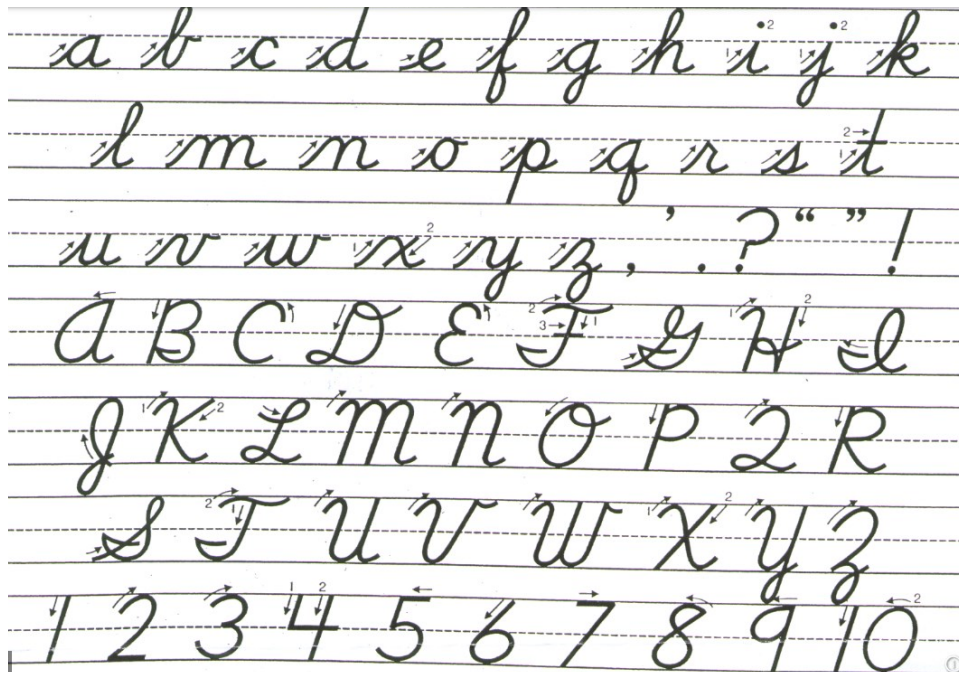 a b c d e f g h i j k
l m n o p q r s t
u v w x y z , ’ . ? “ ” !
A B C D E F G H I
J K L M N O P Q R
S T U V W X Y Z
1 2 3 4 5 6 7 8 9 10